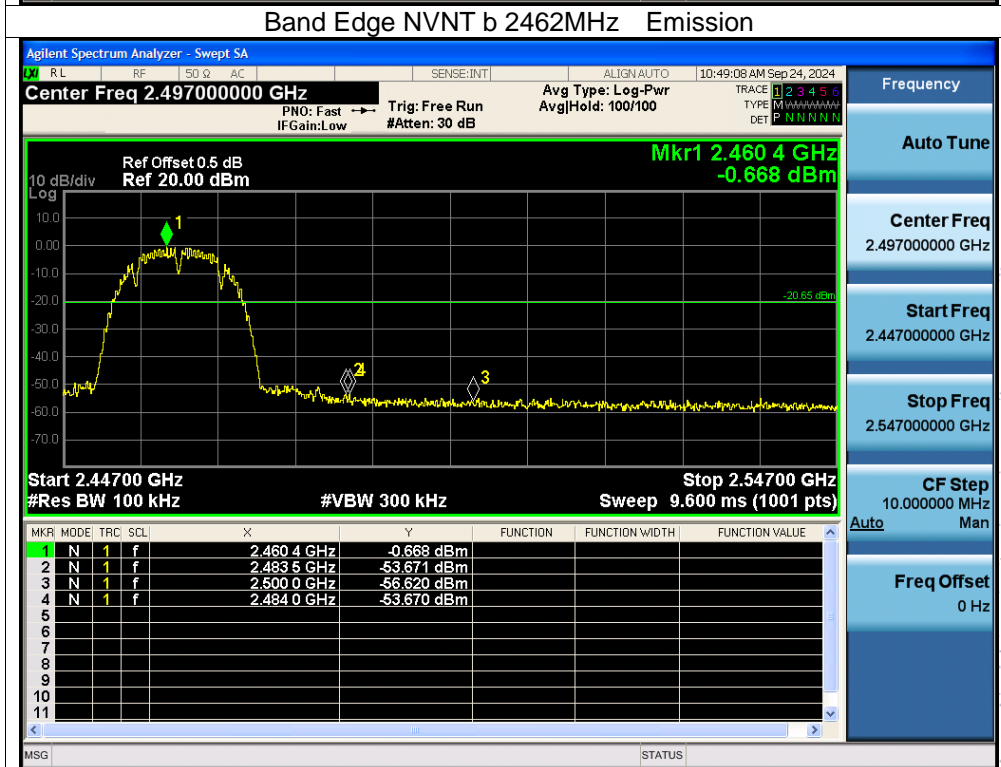 Band Edge NVNT b 2462MHz Emission
Agilent Spectrum Analyzer - Swept SA
LXI RL RF 50 Ω AC SENSE:INT ALIGN AUTO 10:49:08 AM Sep 24, 2024
Center Freq 2.497000000 GHz Avg Type: Log-Pwr TRACE 1 2 3 4 5 6
PNO: Fast Trig: Free Run Avg|Hold: 100/100 TYPE M WWWWW
IFGain:Low #Atten: 30 dB DET P N N N N N
Ref Offset 0.5 dB Mkr1 2.460 4 GHz
10 dB/div Ref 20.00 dBm -0.668 dBm
Log
10.0
1
0.00
-10.0
-20.0
-20.65 dBm
-30.0
-40.0
24
3
-50.0
-60.0
-70.0
Start 2.44700 GHz Stop 2.54700 GHz
#Res BW 100 kHz #VBW 300 kHz Sweep 9.600 ms (1001 pts)
MKR MODE TRC SCL X Y FUNCTION FUNCTION WIDTH FUNCTION VALUE
1 N 1 f 2.460 4 GHz -0.668 dBm
2 N 1 f 2.483 5 GHz -53.671 dBm
3 N 1 f 2.500 0 GHz -56.620 dBm
4 N 1 f 2.484 0 GHz -53.670 dBm
5
6
7
8
9
10
11
MSG STATUS
Frequency
Auto Tune
Center Freq
2.497000000 GHz
Start Freq
2.447000000 GHz
Stop Freq
2.547000000 GHz
CF Step
10.000000 MHz
Auto Man
Freq Offset
0 Hz